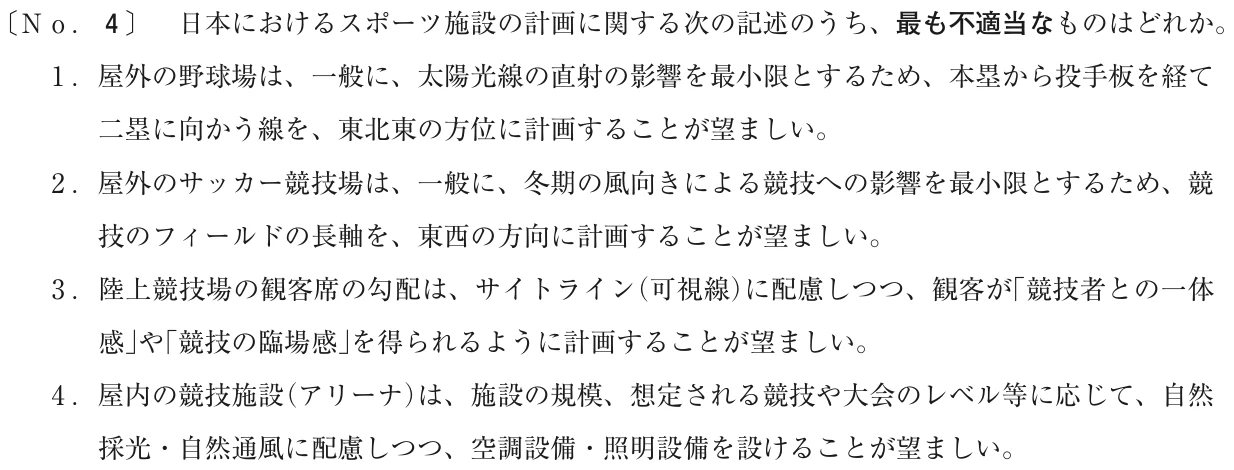 〔Ｎｏ．４〕　日本におけるスポーツ施設の計画に関する次の記述のうち、最も不適当なものはどれか。
１．屋外の野球場は、一般に、太陽光線の直射の影響を最小限とするため、本塁から投手板を経て
二塁に向かう線を、東北東の方位に計画することが望ましい。
２．屋外のサッカー競技場は、一般に、冬期の風向きによる競技への影響を最小限とするため、競
技のフィールドの長軸を、東西の方向に計画することが望ましい。
３．陸上競技場の観客席の勾配は、サイトライン(可視線)に配慮しつつ、観客が「競技者との一体
感」や「競技の臨場感」を得られるように計画することが望ましい。
４．屋内の競技施設(アリーナ)は、施設の規模、想定される競技や大会のレベル等に応じて、自然
採光・自然通風に配慮しつつ、空調設備・照明設備を設けることが望ましい。